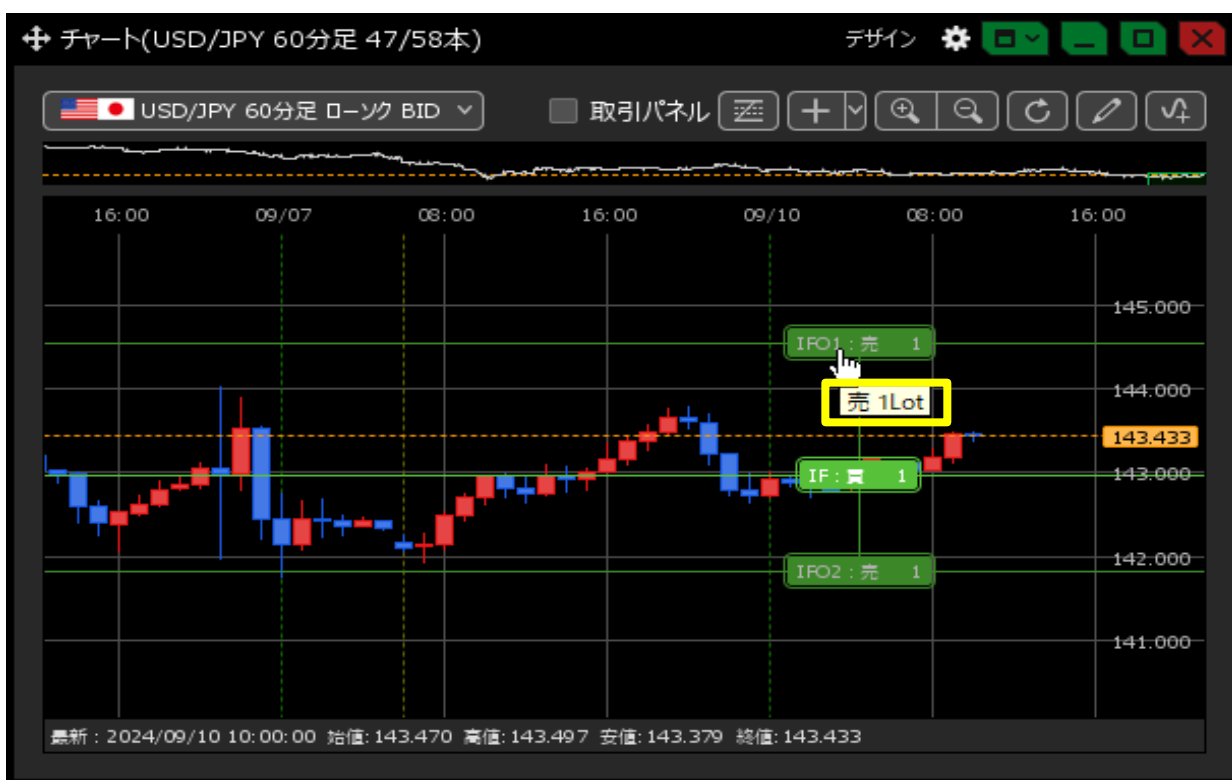 チャート(USD/JPY 60分足 47/58本) デザイン
USD/JPY 60分足 ローソク BID 取引パネル
16:00 09/07 08:00 16:00 09/10 08:00 16:00
145.000
IFO1:売 1
144.000
売 1Lot
143.433
143.000
IF:買 1
142.000
IFO2:売 1
141.000
最新:2024/09/10 10:00:00 始値:143.470 高値:143.497 安値:143.379 終値:143.433